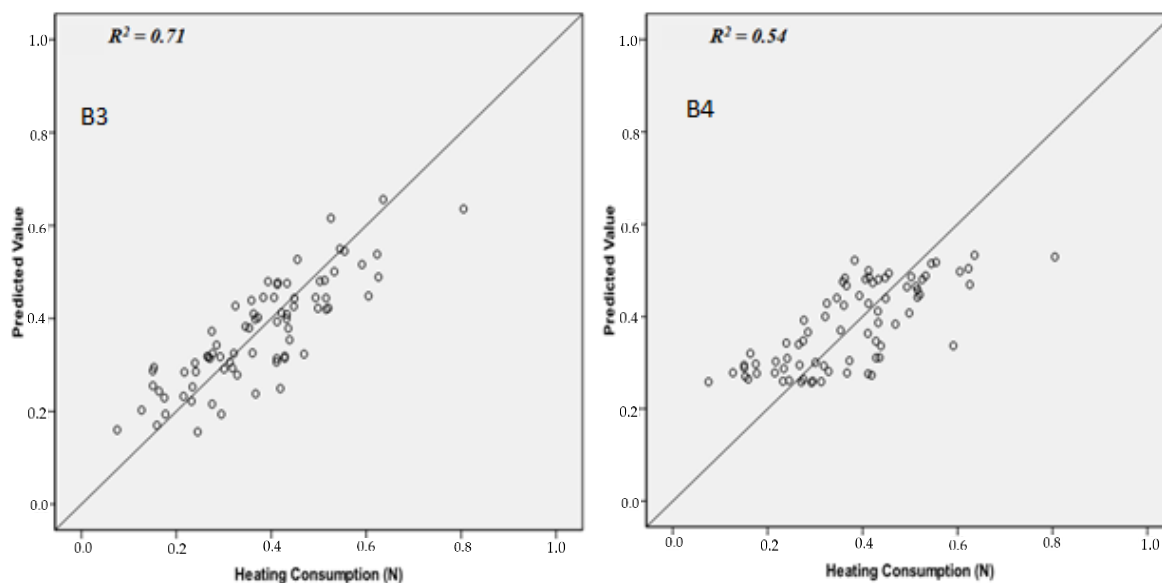 R² = 0.71
B3
Predicted Value
1.0
0.8
0.6
0.4
0.2
0.0
0.0 0.2 0.4 0.6 0.8 1.0
Heating Consumption (N)
R² = 0.54
B4
Predicted Value
1.0
0.8
0.6
0.4
0.2
0.0
0.0 0.2 0.4 0.6 0.8 1.0
Heating Consumption (N)